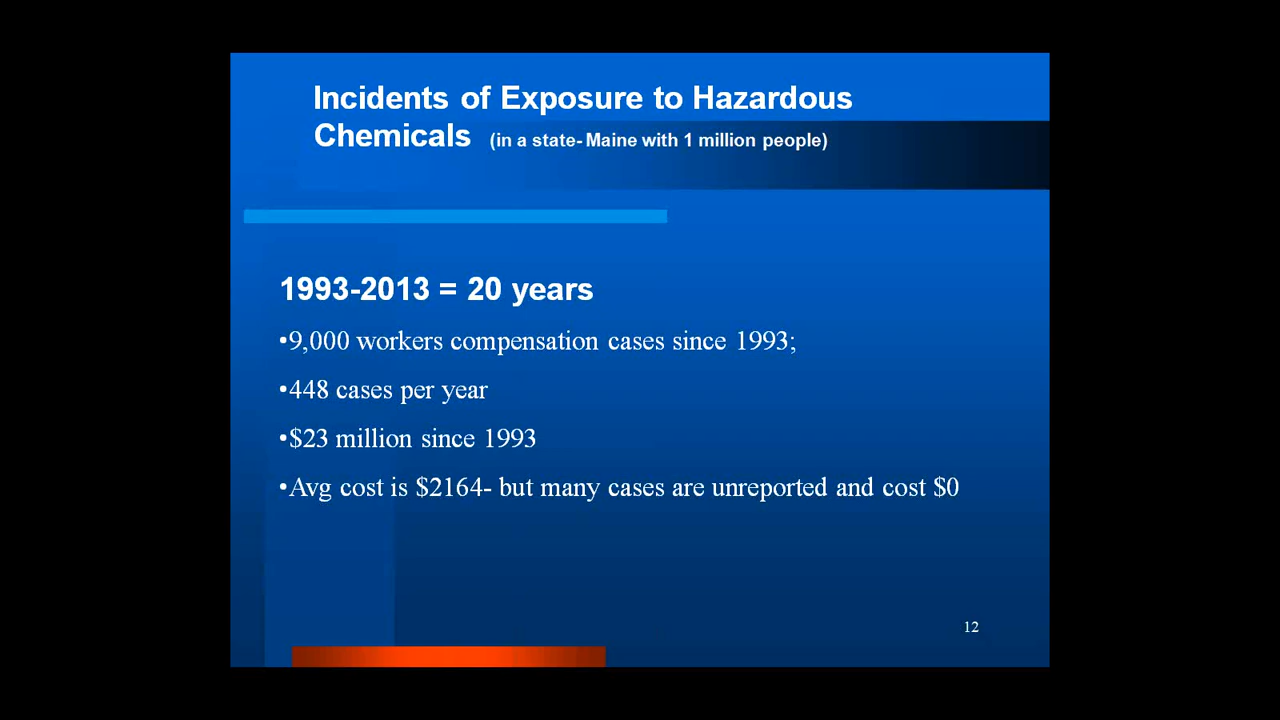 Incidents of Exposure to Hazardous
Chemicals (in a state- Maine with 1 million people)
1993-2013 = 20 years
•9,000 workers compensation cases since 1993;
•448 cases per year
•$23 million since 1993
•Avg cost is $2164- but many cases are unreported and cost $0
12